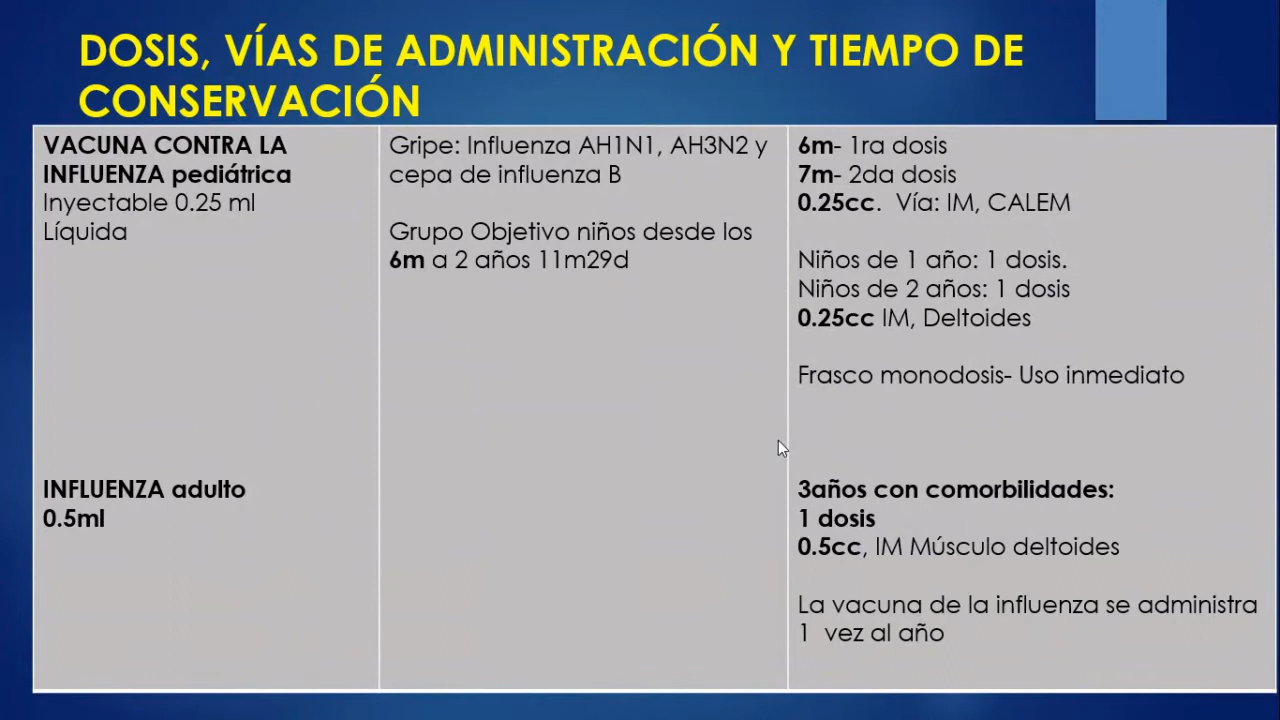 DOSIS, VÍAS DE ADMINISTRACIÓN Y TIEMPO DE
CONSERVACIÓN
VACUNA CONTRA LA
INFLUENZA pediátrica
Inyectable 0.25 ml
Líquida
INFLUENZA adulto
0.5ml
Gripe: Influenza AH1N1, AH3N2 y
cepa de influenza B
Grupo Objetivo niños desde los
6m a 2 años 11m29d
6m- 1ra dosis
7m- 2da dosis
0.25cc.  Vía: IM, CALEM
Niños de 1 año: 1 dosis.
Niños de 2 años: 1 dosis
0.25cc IM, Deltoides
Frasco monodosis- Uso inmediato
3años con comorbilidades:
1 dosis
0.5cc, IM Músculo deltoides
La vacuna de la influenza se administra
1  vez al año